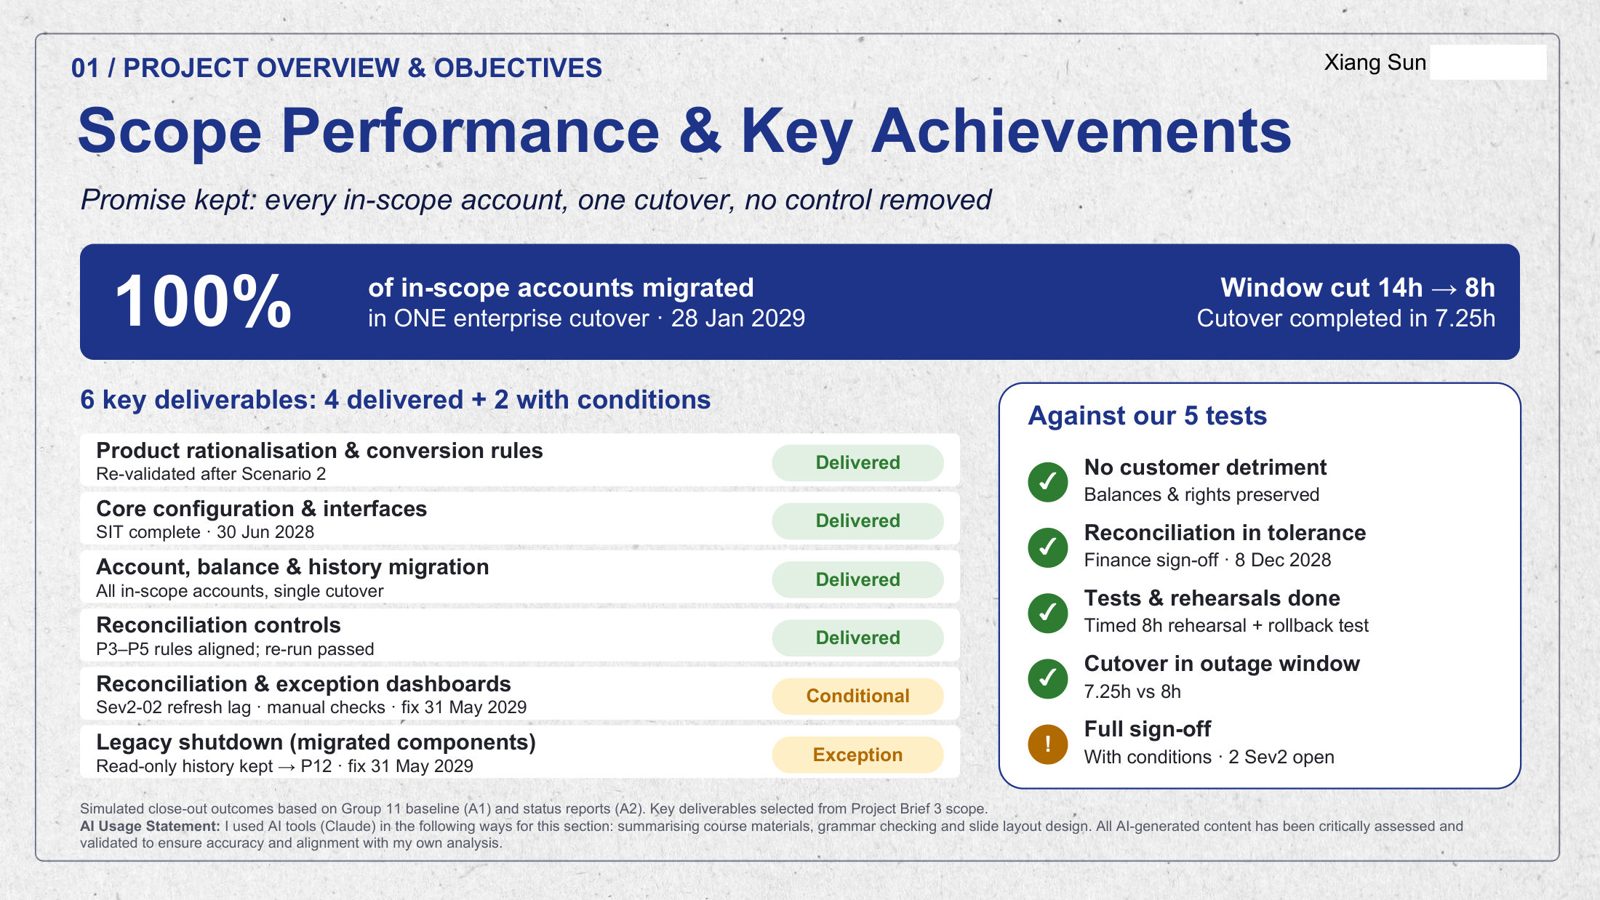 01 / PROJECT OVERVIEW & OBJECTIVES
Xiang Sun
Scope Performance & Key Achievements
Promise kept: every in-scope account, one cutover, no control removed
100%
of in-scope accounts migrated
in ONE enterprise cutover · 28 Jan 2029
Window cut 14h → 8h
Cutover completed in 7.25h
6 key deliverables: 4 delivered + 2 with conditions
Product rationalisation & conversion rules
Re-validated after Scenario 2
Delivered
Core configuration & interfaces
SIT complete · 30 Jun 2028
Delivered
Account, balance & history migration
All in-scope accounts, single cutover
Delivered
Reconciliation controls
P3–P5 rules aligned; re-run passed
Delivered
Reconciliation & exception dashboards
Sev2-02 refresh lag · manual checks · fix 31 May 2029
Conditional
Legacy shutdown (migrated components)
Read-only history kept → P12 · fix 31 May 2029
Exception
Against our 5 tests
✓
No customer detriment
Balances & rights preserved
✓
Reconciliation in tolerance
Finance sign-off · 8 Dec 2028
✓
Tests & rehearsals done
Timed 8h rehearsal + rollback test
✓
Cutover in outage window
7.25h vs 8h
!
Full sign-off
With conditions · 2 Sev2 open
Simulated close-out outcomes based on Group 11 baseline (A1) and status reports (A2). Key deliverables selected from Project Brief 3 scope.
AI Usage Statement: I used AI tools (Claude) in the following ways for this section: summarising course materials, grammar checking and slide layout design. All AI-generated content has been critically assessed and
validated to ensure accuracy and alignment with my own analysis.